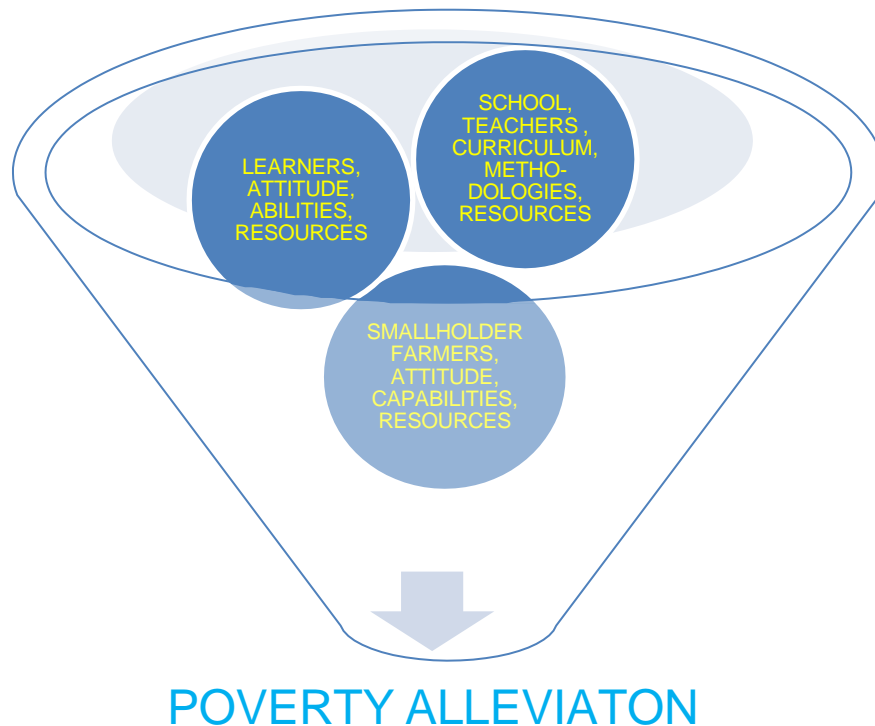 LEARNERS,
ATTITUDE,
ABILITIES,
RESOURCES
SCHOOL,
TEACHERS ,
CURRICULUM,
METHO-
DOLOGIES,
RESOURCES
SMALLHOLDER
FARMERS,
ATTITUDE,
CAPABILITIES,
RESOURCES
POVERTY ALLEVIATON